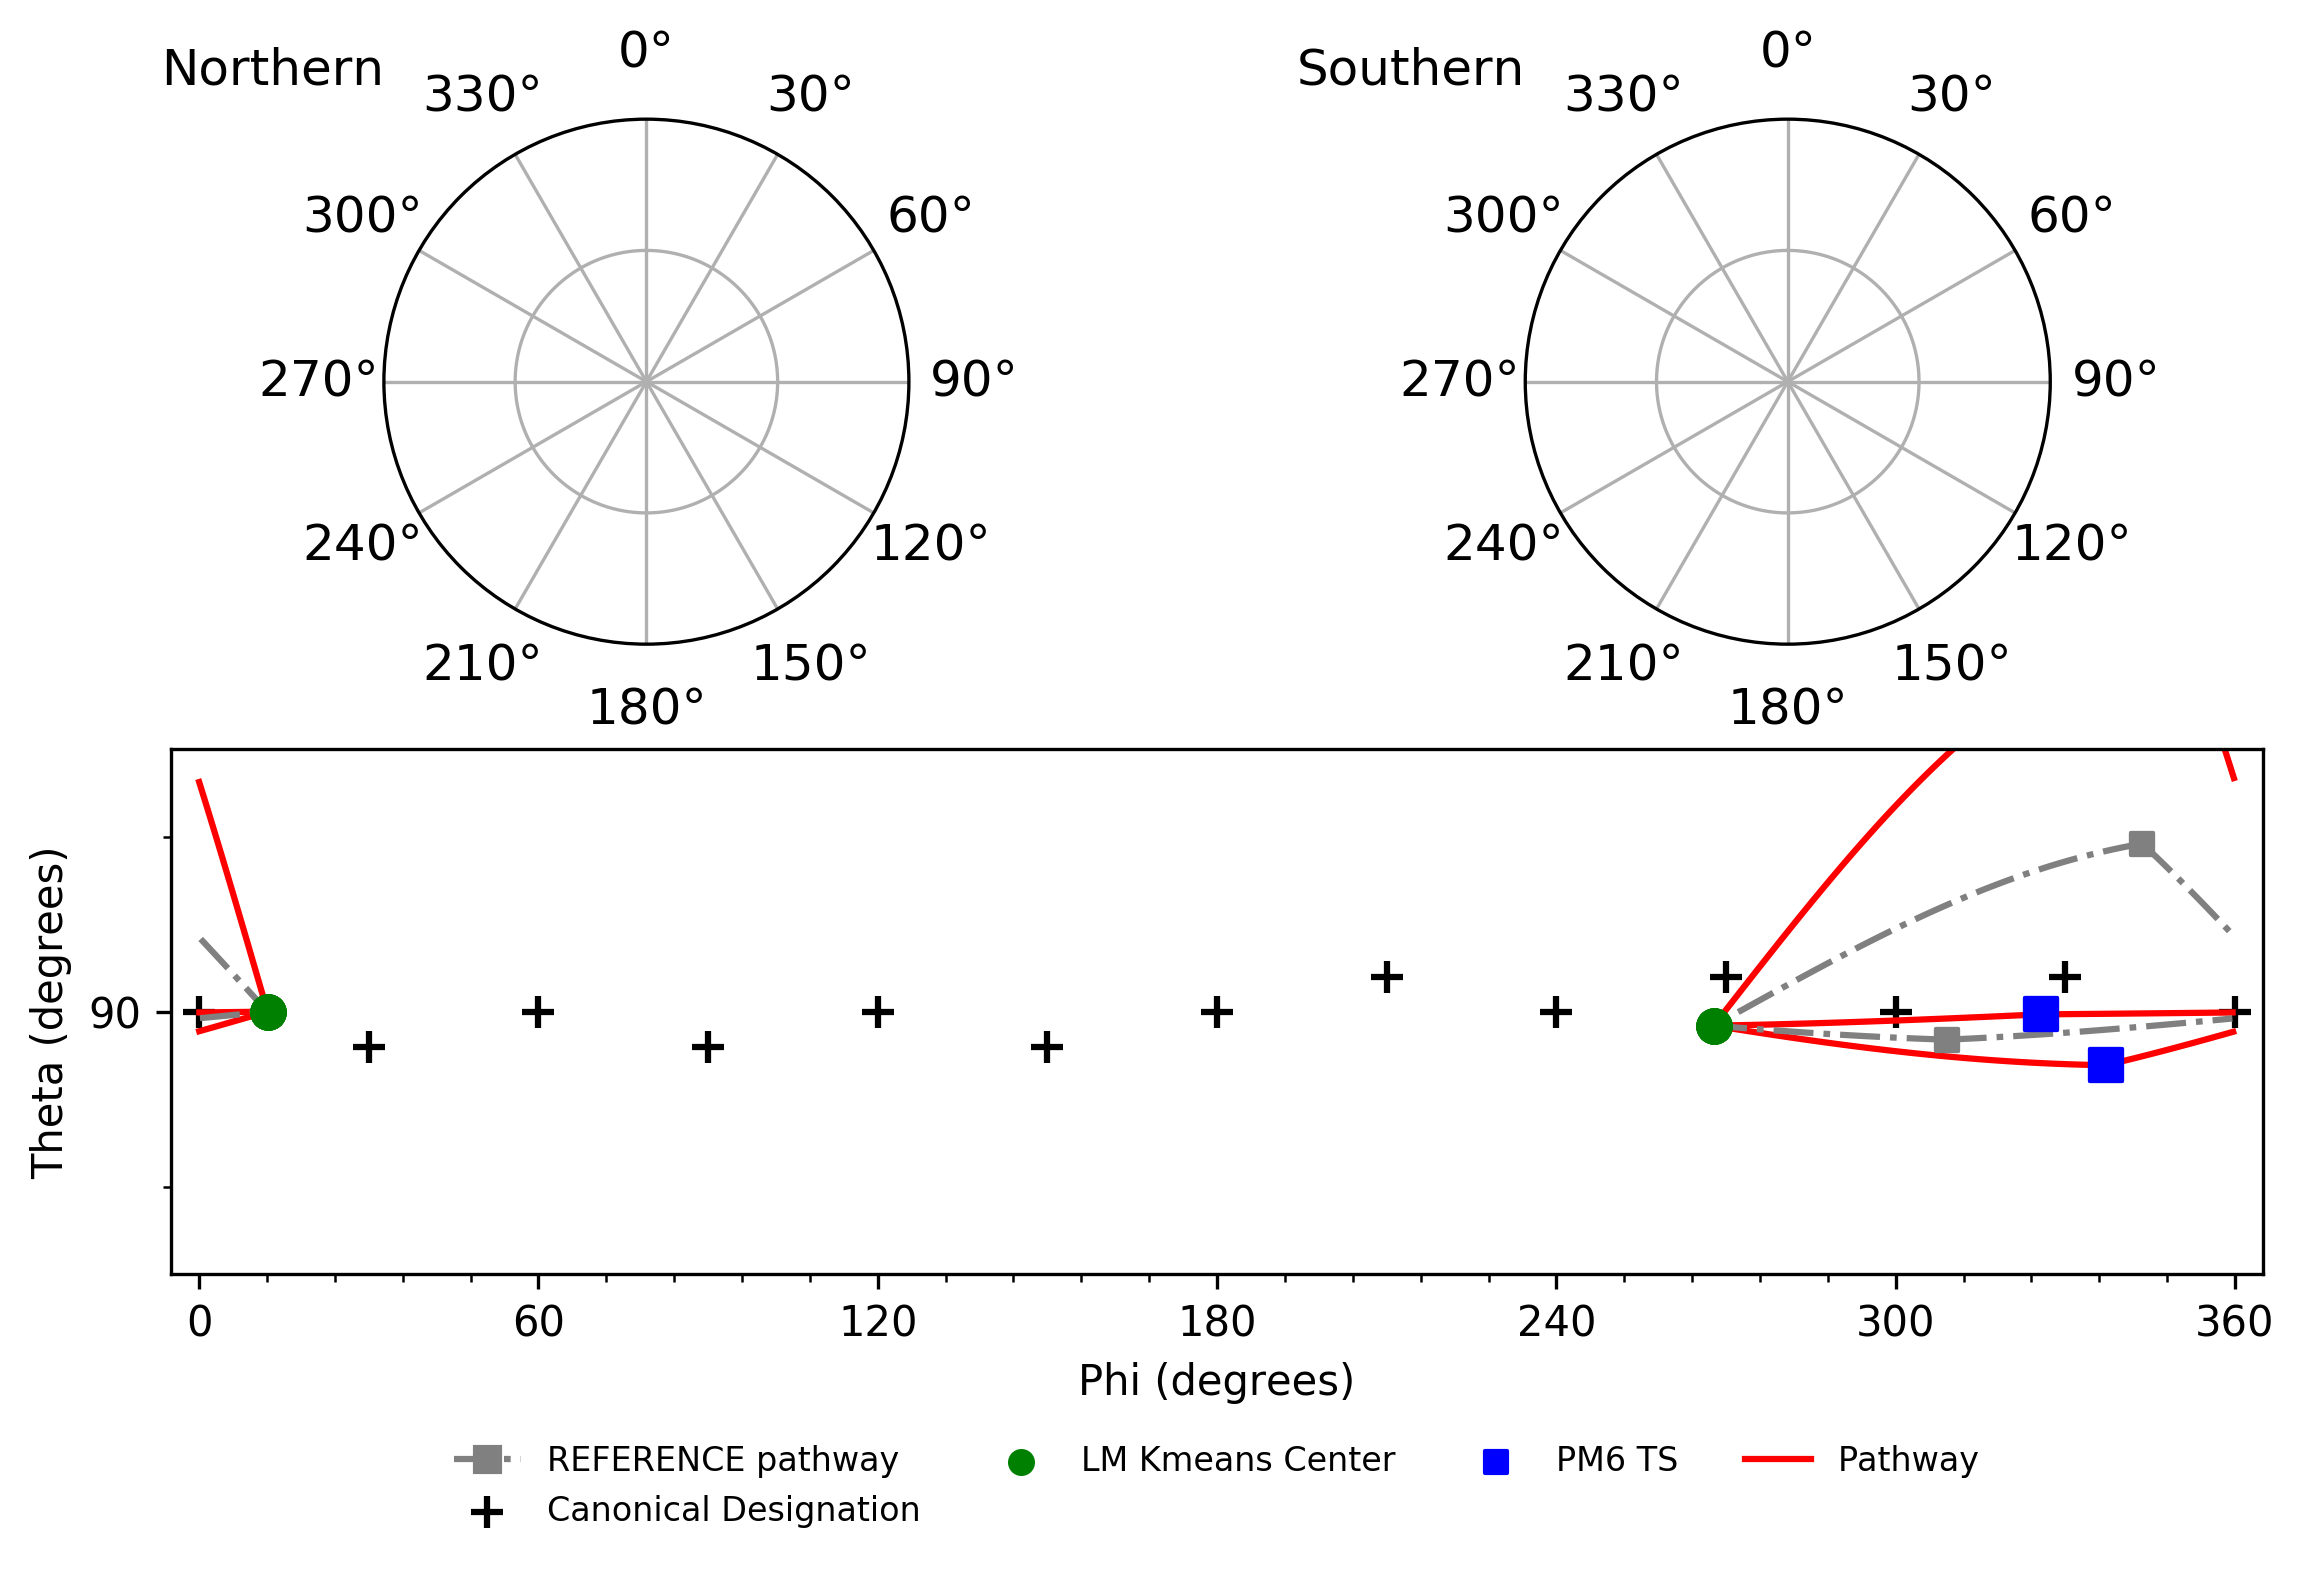 Northern
0°
330°
30°
300°
60°
270°
90°
240°
120°
210°
150°
180°
Southern
0°
330°
30°
300°
60°
270°
90°
240°
120°
210°
150°
180°
Theta (degrees)
90
0 60 120 180 240 300 360
Phi (degrees)
REFERENCE pathway
Canonical Designation
LM Kmeans Center
PM6 TS
Pathway